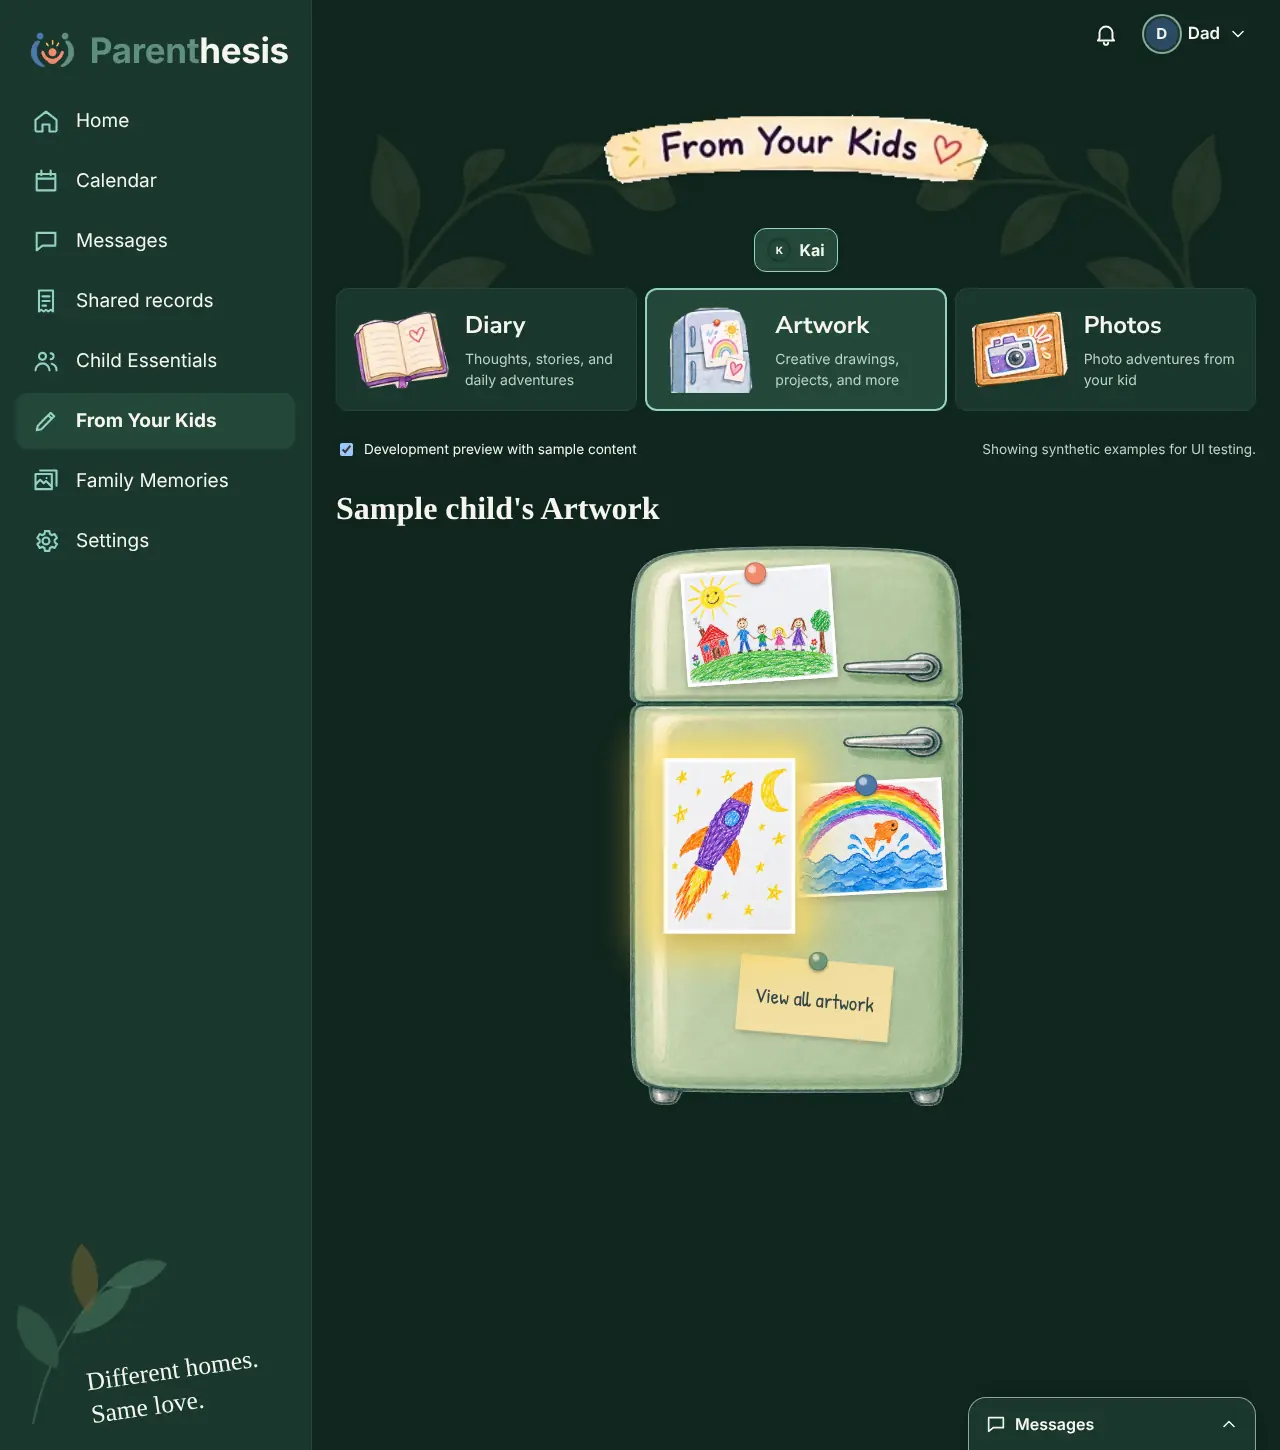 Parenthesis
D Dad
Home
Calendar
Messages
Shared records
Child Essentials
From Your Kids
Family Memories
Settings
From Your Kids
K Kai
Diary
Thoughts, stories, and
daily adventures
Artwork
Creative drawings,
projects, and more
Photos
Photo adventures from
your kid
Development preview with sample content
Showing synthetic examples for UI testing.
Sample child's Artwork
View all artwork
Different homes.
Same love.
Messages